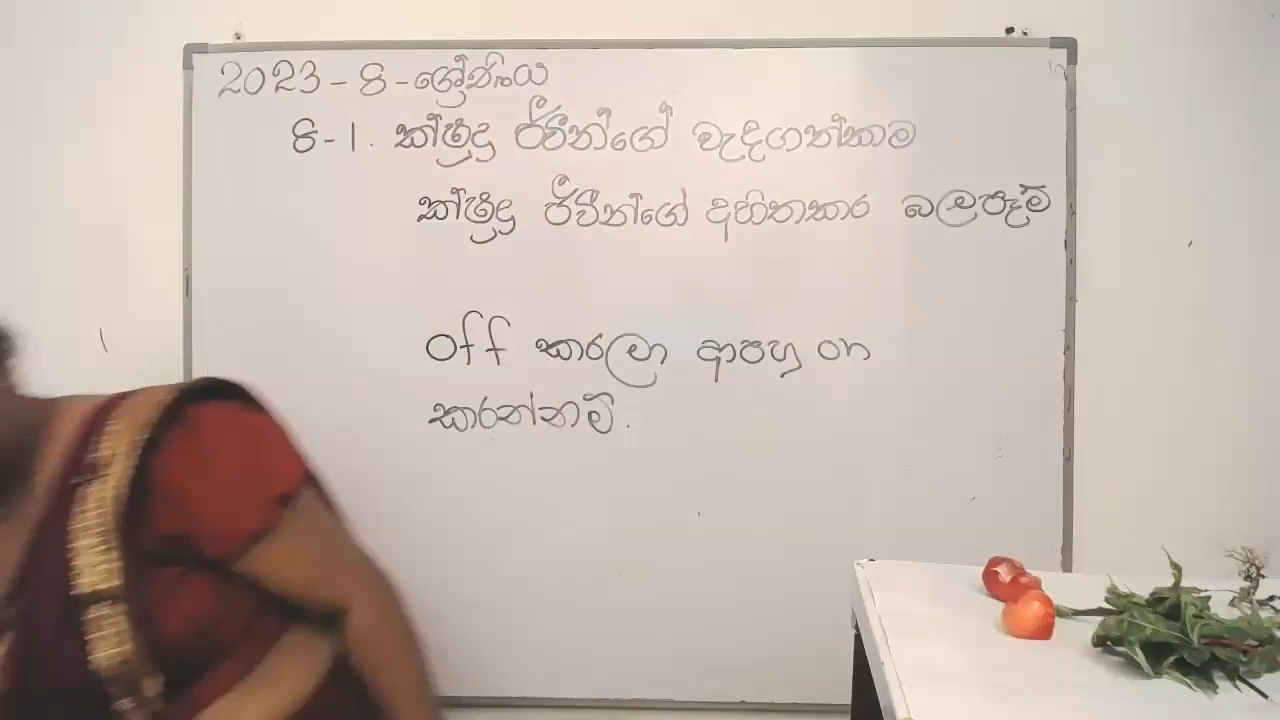 2023 - 8 - ශ්‍රේණිය
8-1. ක්ෂුද්‍ර ජීවීන්ගේ වැදගත්කම
ක්ෂුද්‍ර ජීවීන්ගේ අහිතකර බලපෑම්
off කරලා ආපහු on
කරන්නම්.